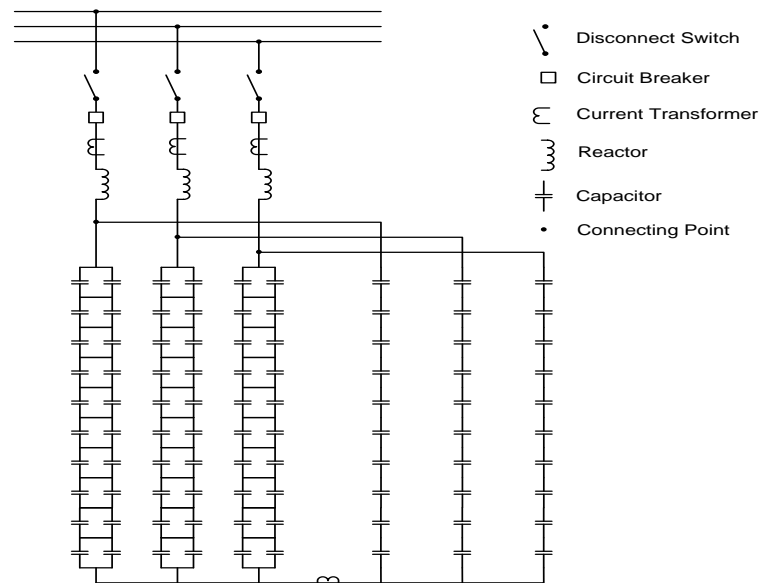 Disconnect Switch
Circuit Breaker
Current Transformer
Reactor
Capacitor
Connecting Point